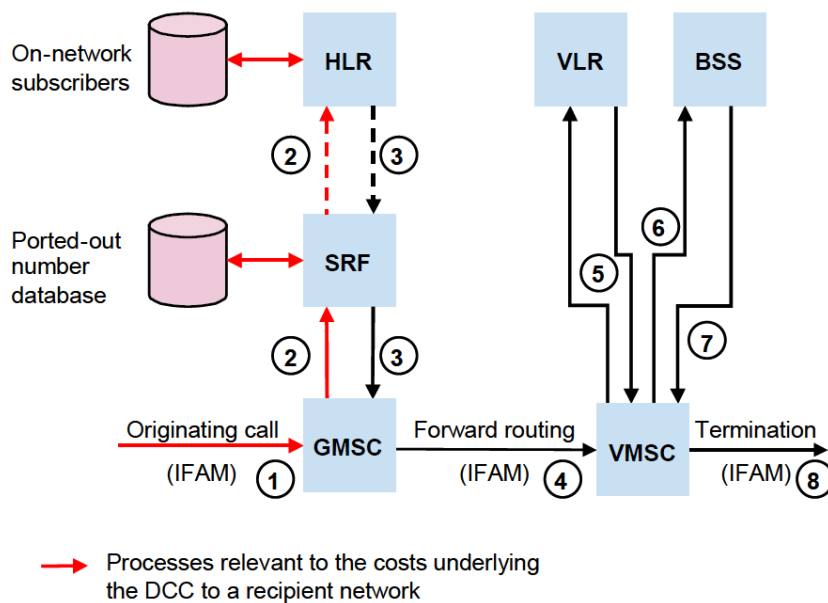 On-network
subscribers
HLR
VLR
BSS
2
3
Ported-out
number
database
SRF
6
5
2
3
7
Originating call
(IFAM)
1
GMSC
Forward routing
(IFAM)
4
VMSC
Termination
(IFAM)
8
Processes relevant to the costs underlying
the DCC to a recipient network